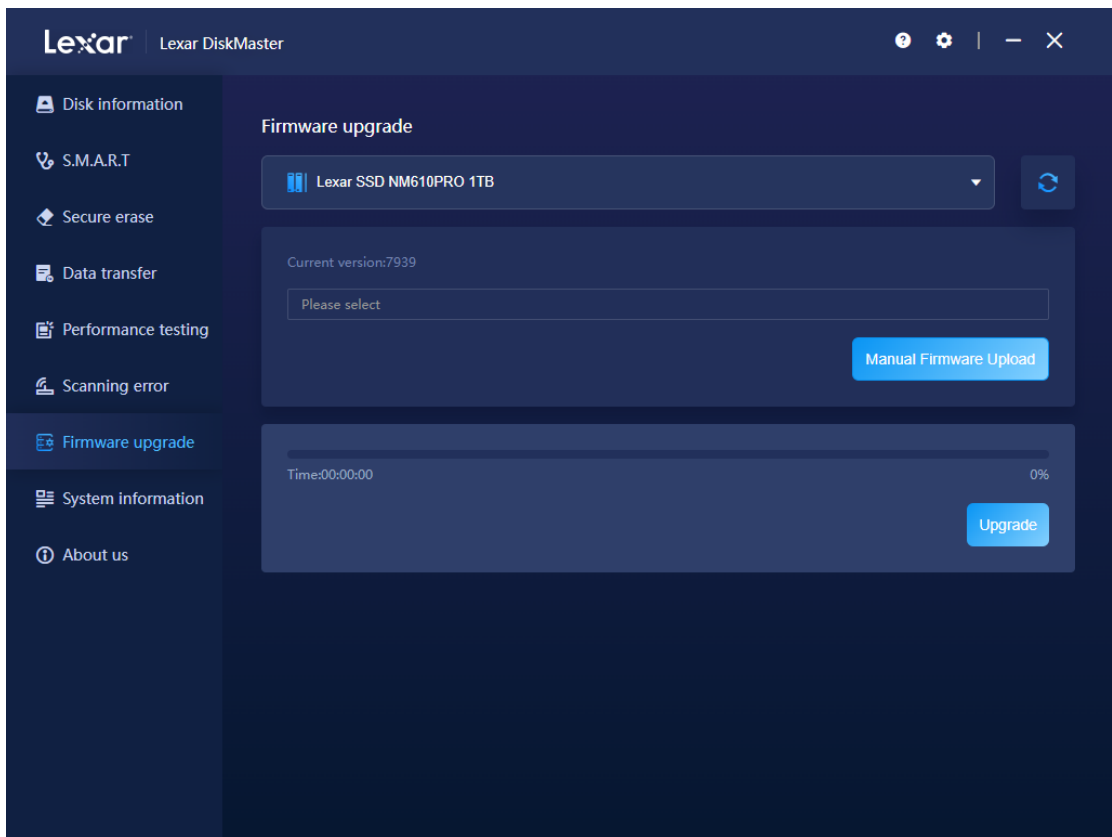 Lexar Lexar DiskMaster
Disk information
S.M.A.R.T
Secure erase
Data transfer
Performance testing
Scanning error
Firmware upgrade
System information
About us
Firmware upgrade
Lexar SSD NM610PRO 1TB
Current version:7939
Please select
Manual Firmware Upload
Time:00:00:00 0%
Upgrade